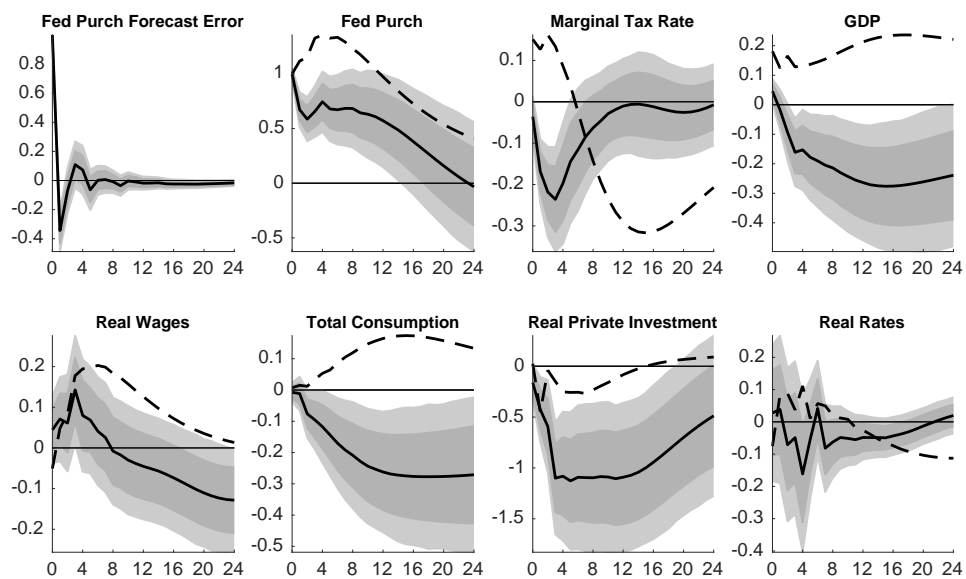 Fed Purch Forecast Error
Fed Purch
Marginal Tax Rate
GDP
0.8
0.6
0.4
0.2
0
-0.2
-0.4
0 4 8 12 16 20 24
1
0.5
0
-0.5
0 4 8 12 16 20 24
0.1
0
-0.1
-0.2
-0.3
0 4 8 12 16 20 24
0.2
0.1
0
-0.1
-0.2
-0.3
-0.4
0 4 8 12 16 20 24
Real Wages
Total Consumption
Real Private Investment
Real Rates
0.2
0.1
0
-0.1
-0.2
0 4 8 12 16 20 24
0.1
0
-0.1
-0.2
-0.3
-0.4
-0.5
0 4 8 12 16 20 24
0
-0.5
-1
-1.5
0 4 8 12 16 20 24
0.2
0.1
0
-0.1
-0.2
-0.3
-0.4
0 4 8 12 16 20 24